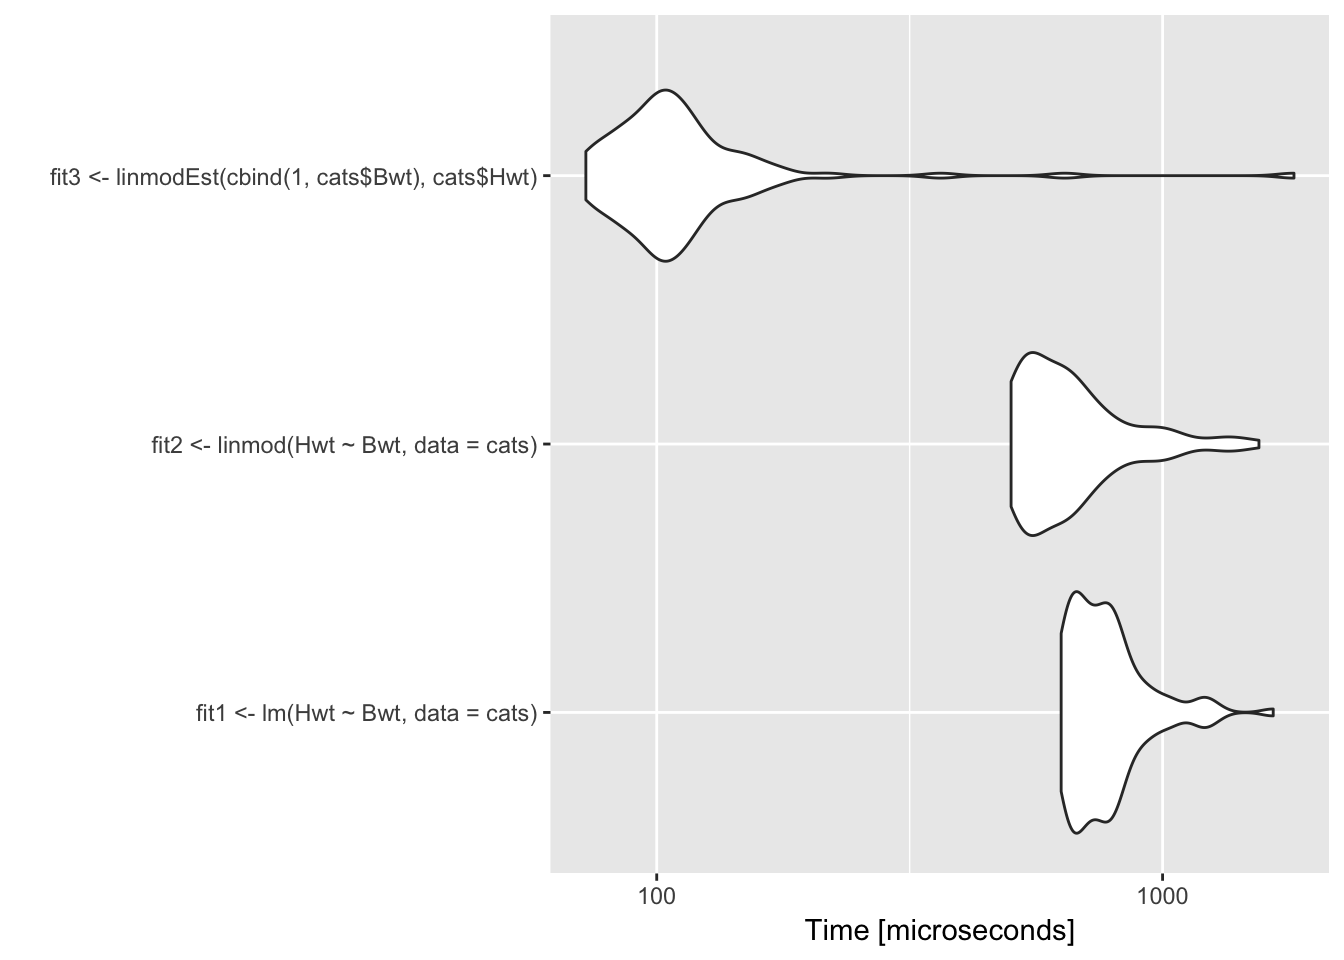 fit3 <- linmodEst(cbind(1, cats$Bwt), cats$Hwt)
fit2 <- linmod(Hwt ~ Bwt, data = cats)
fit1 <- lm(Hwt ~ Bwt, data = cats)
100
1000
Time [microseconds]